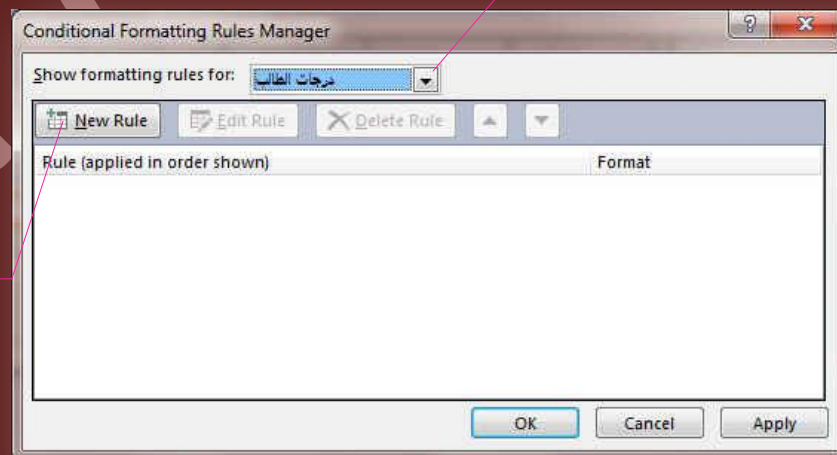 Conditional Formatting Rules Manager
Show formatting rules for: درجات الطالب
New Rule Edit Rule Delete Rule
Rule (applied in order shown) Format
OK Cancel Apply